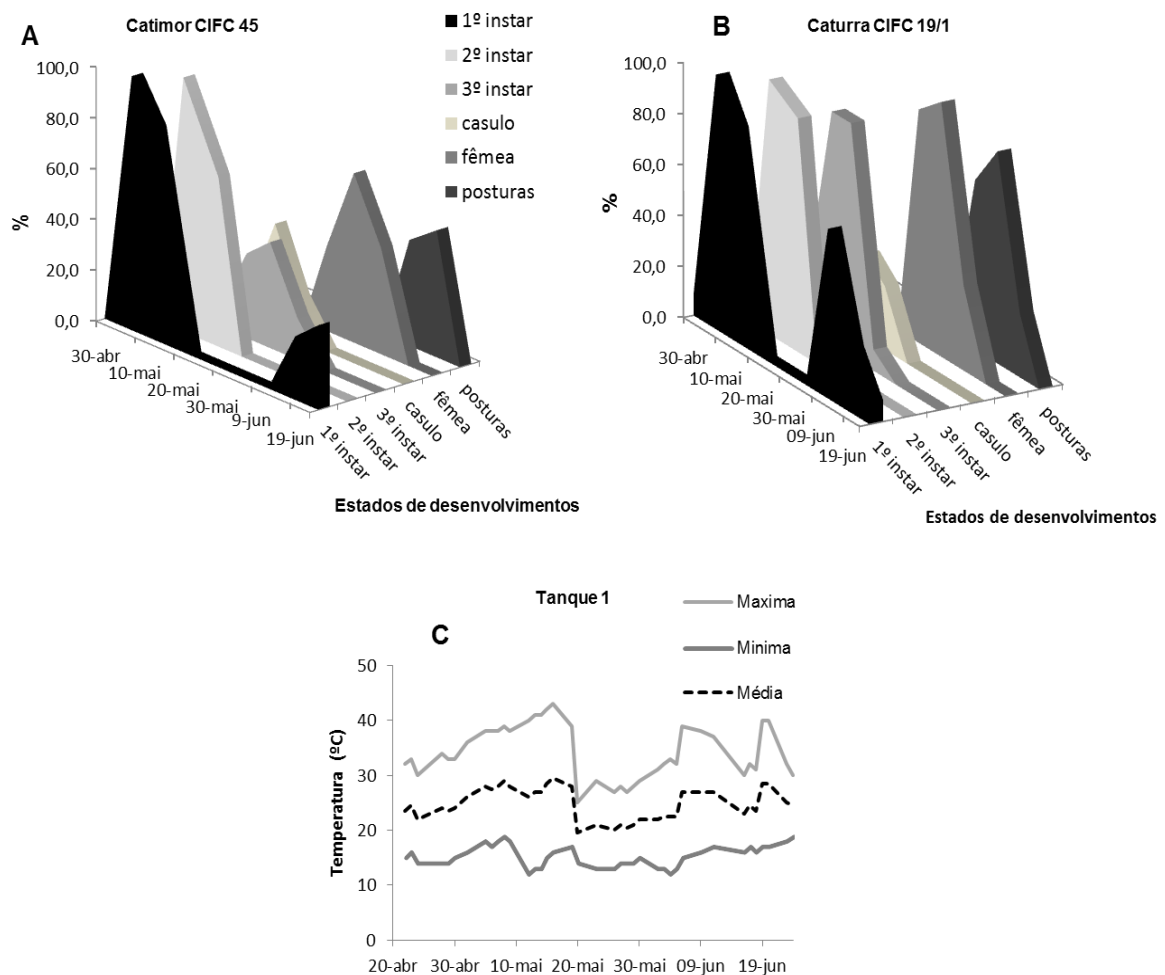 A
Catimor CIFC 45
1º instar
2º instar
3º instar
casulo
fêmea
posturas
100,0
80,0
60,0
40,0
20,0
0,0
%
30-abr
10-mai
20-mai
30-mai
9-jun
19-jun
1º instar
2º instar
3º instar
casulo
fêmea
posturas
Estados de desenvolvimentos
B
Caturra CIFC 19/1
100,0
80,0
60,0
40,0
20,0
0,0
%
30-abr
10-mai
20-mai
30-mai
09-jun
19-jun
1º instar
2º instar
3º instar
casulo
fêmea
posturas
Estados de desenvolvimentos
Tanque 1
C
Maxima
Minima
Média
50
40
30
20
10
0
Temperatura (ºC)
20-abr
30-abr
10-mai
20-mai
30-mai
09-jun
19-jun